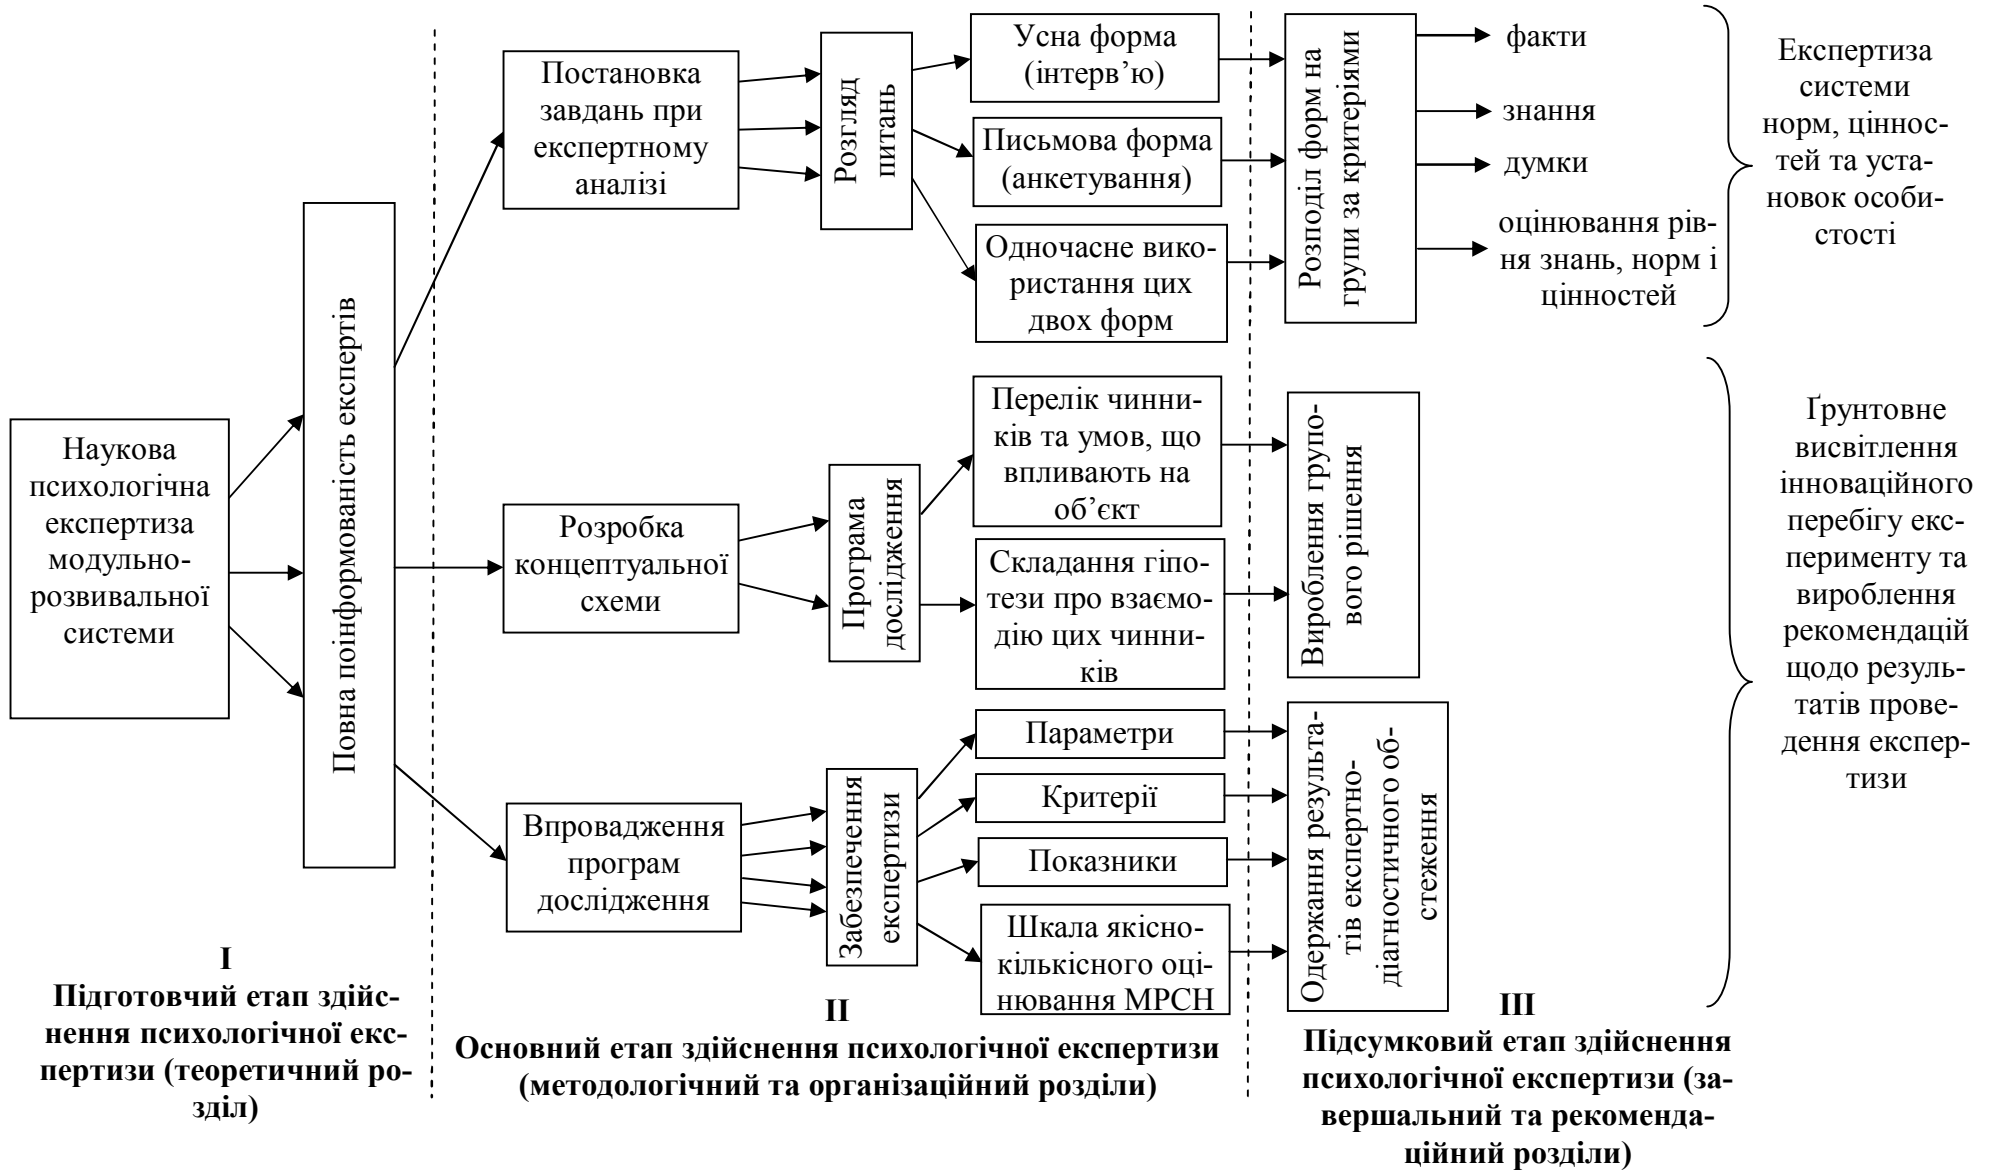 Наукова
психологічна
експертиза
модульно-
розвивальної
системи
Повна поінформованість експертів
I
Підготовчий етап здійс-
нення психологічної екс-
пертизи (теоретичний ро-
зділ)
Постановка
завдань при
експертному
аналізі
Розгляд
питань
Усна форма
(інтерв’ю)
Письмова форма
(анкетування)
Одночасне вико-
ристання цих
двох форм
Розробка
концептуальної
схеми
Програма
дослідження
Перелік чинни-
ків та умов, що
впливають на
об’єкт
Складання гіпо-
тези про взаємо-
дію цих чинни-
ків
Впровадження
програм
дослідження
Забезпечення
експертизи
Параметри
Критерії
Показники
Шкала якісно-
кількісного оці-
нювання МРСН
II
Основний етап здійснення психологічної експертизи
(методологічний та організаційний розділи)
Розподіл форм на
групи за критеріями
факти
знання
думки
оцінювання рів-
ня знань, норм і
цінностей
Експертиза
системи
норм, ціннос-
тей та уста-
новок особи-
стості
Вироблення групо-
вого рішення
Одержання результа-
тів експертно-
діагностичного об-
стеження
Ґрунтовне
висвітлення
інноваційного
перебігу екс-
перименту та
вироблення
рекомендацій
щодо резуль-
татів прове-
дення експер-
тизи
III
Підсумковий етап здійснення
психологічної експертизи (за-
вершальний та рекоменда-
ційний розділи)